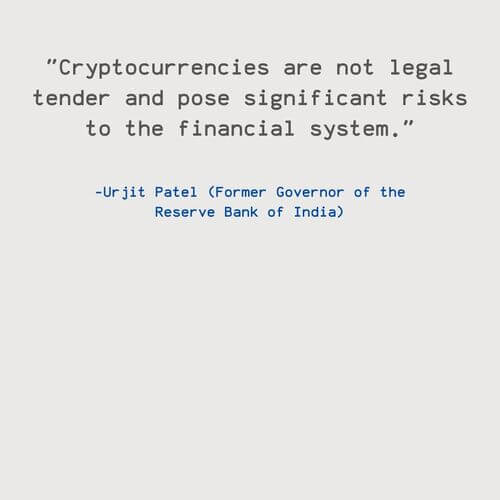 "Cryptocurrencies are not legal
tender and pose significant risks
to the financial system."
-Urjit Patel (Former Governor of the
Reserve Bank of India)